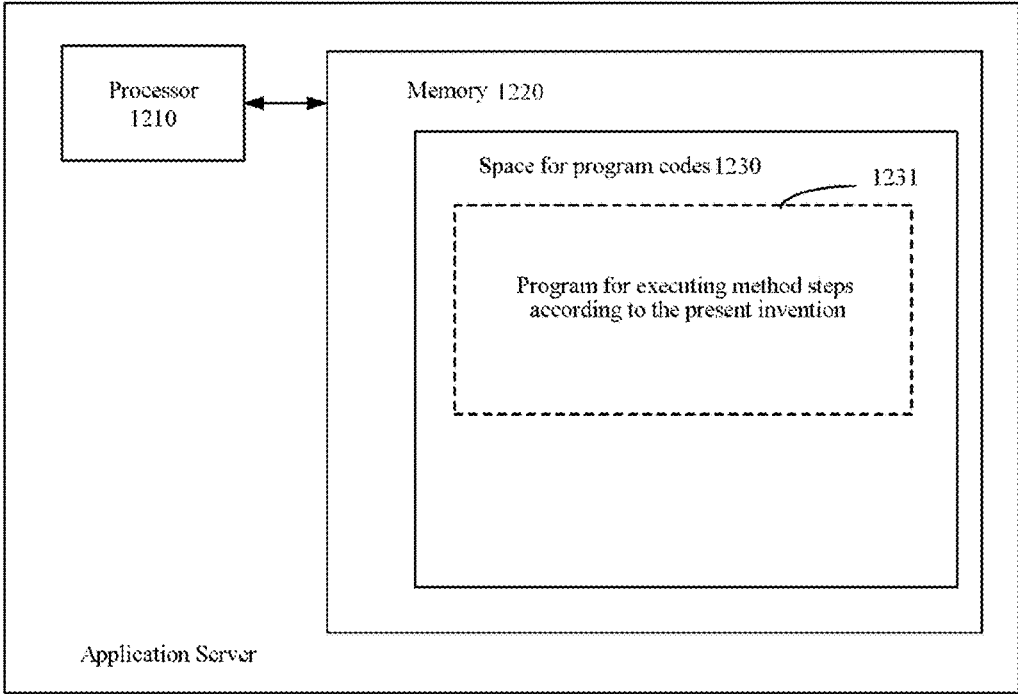 Processor
1210
Memory 1220
Space for program codes 1230
1231
Program for executing method steps
according to the present invention
Application Server